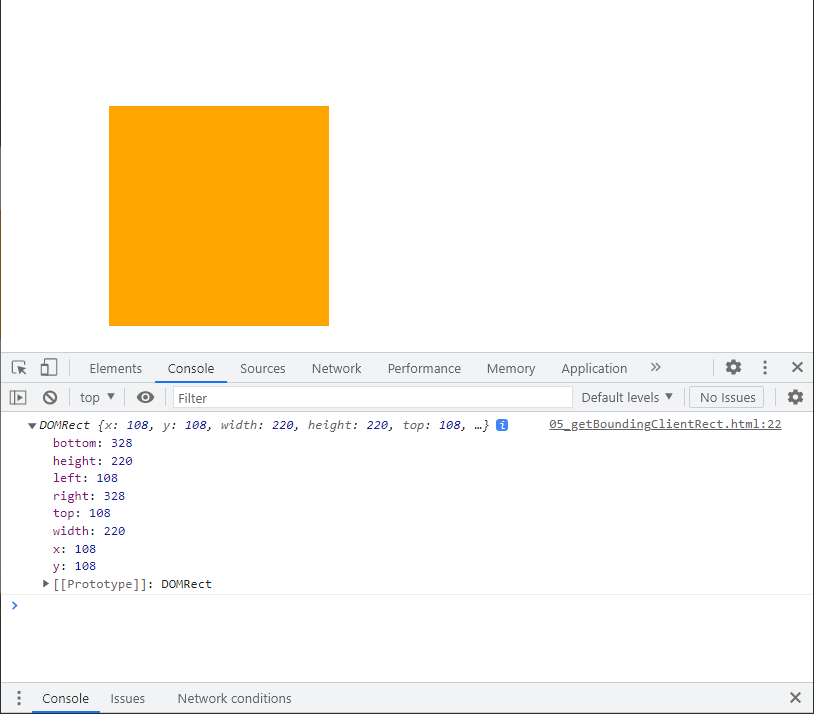 Elements Console Sources Network Performance Memory Application
top Filter Default levels No Issues
DOMRect {x: 108, y: 108, width: 220, height: 220, top: 108, …} i 05_getBoundingClientRect.html:22
bottom: 328
height: 220
left: 108
right: 328
top: 108
width: 220
x: 108
y: 108
[[Prototype]]: DOMRect
Console Issues Network conditions